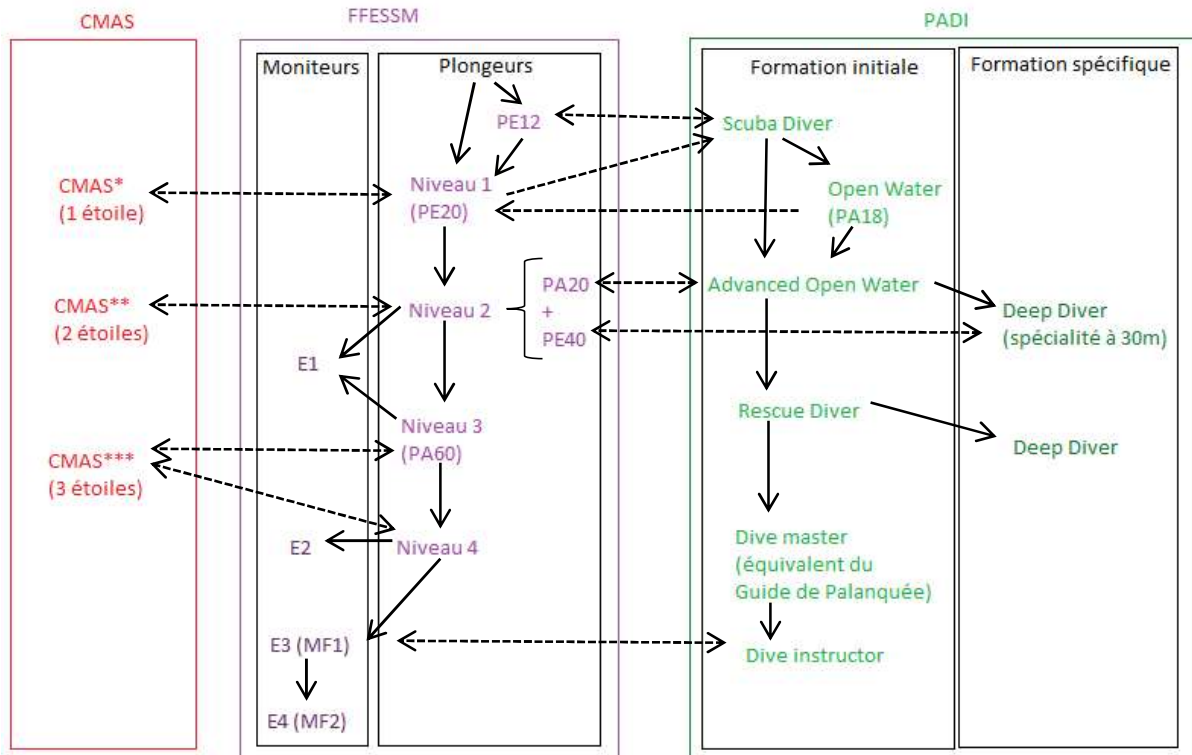 CMAS
FFESSM
PADI
Moniteurs
Plongeurs
Formation initiale
Formation spécifique
PE12
Scuba Diver
CMAS*
(1 étoile)
Niveau 1
(PE20)
Open Water
(PA18)
CMAS**
(2 étoiles)
Niveau 2
PA20
+
PE40
Advanced Open Water
Deep Diver
(spécialité à 30m)
E1
Niveau 3
(PA60)
Rescue Diver
Deep Diver
CMAS***
(3 étoiles)
E2
Niveau 4
Dive master
(équivalent du
Guide de Palanquée)
E3 (MF1)
Dive instructor
E4 (MF2)